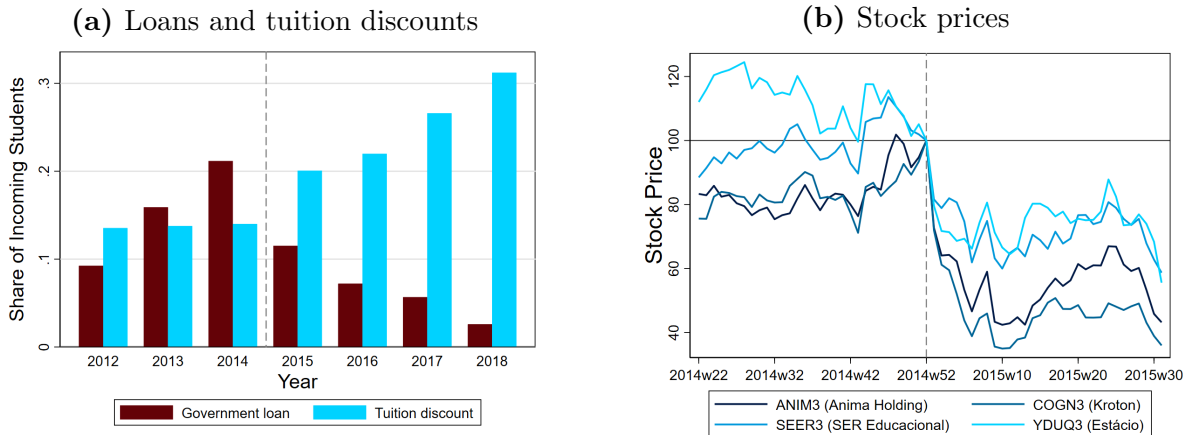 (a) Loans and tuition discounts
Share of Incoming Students
.3
.2
.1
0
2012 2013 2014 2015 2016 2017 2018
Year
Government loan Tuition discount
(b) Stock prices
Stock Price
120
100
80
60
40
2014w22 2014w32 2014w42 2014w52 2015w10 2015w20 2015w30
ANIM3 (Anima Holding) COGN3 (Kroton)
SEER3 (SER Educacional) YDUQ3 (Estácio)